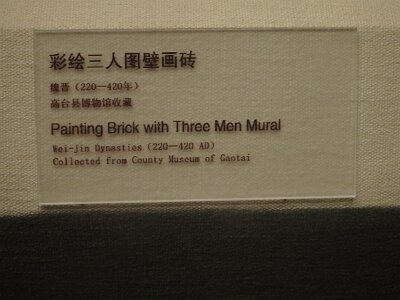 彩绘三人图壁画砖
魏晋（220—420年）
高台县博物馆收藏
Painting Brick with Three Men Mural
Wei-Jin Dynasties（220—420 AD）
Collected from County Museum of Gaotai